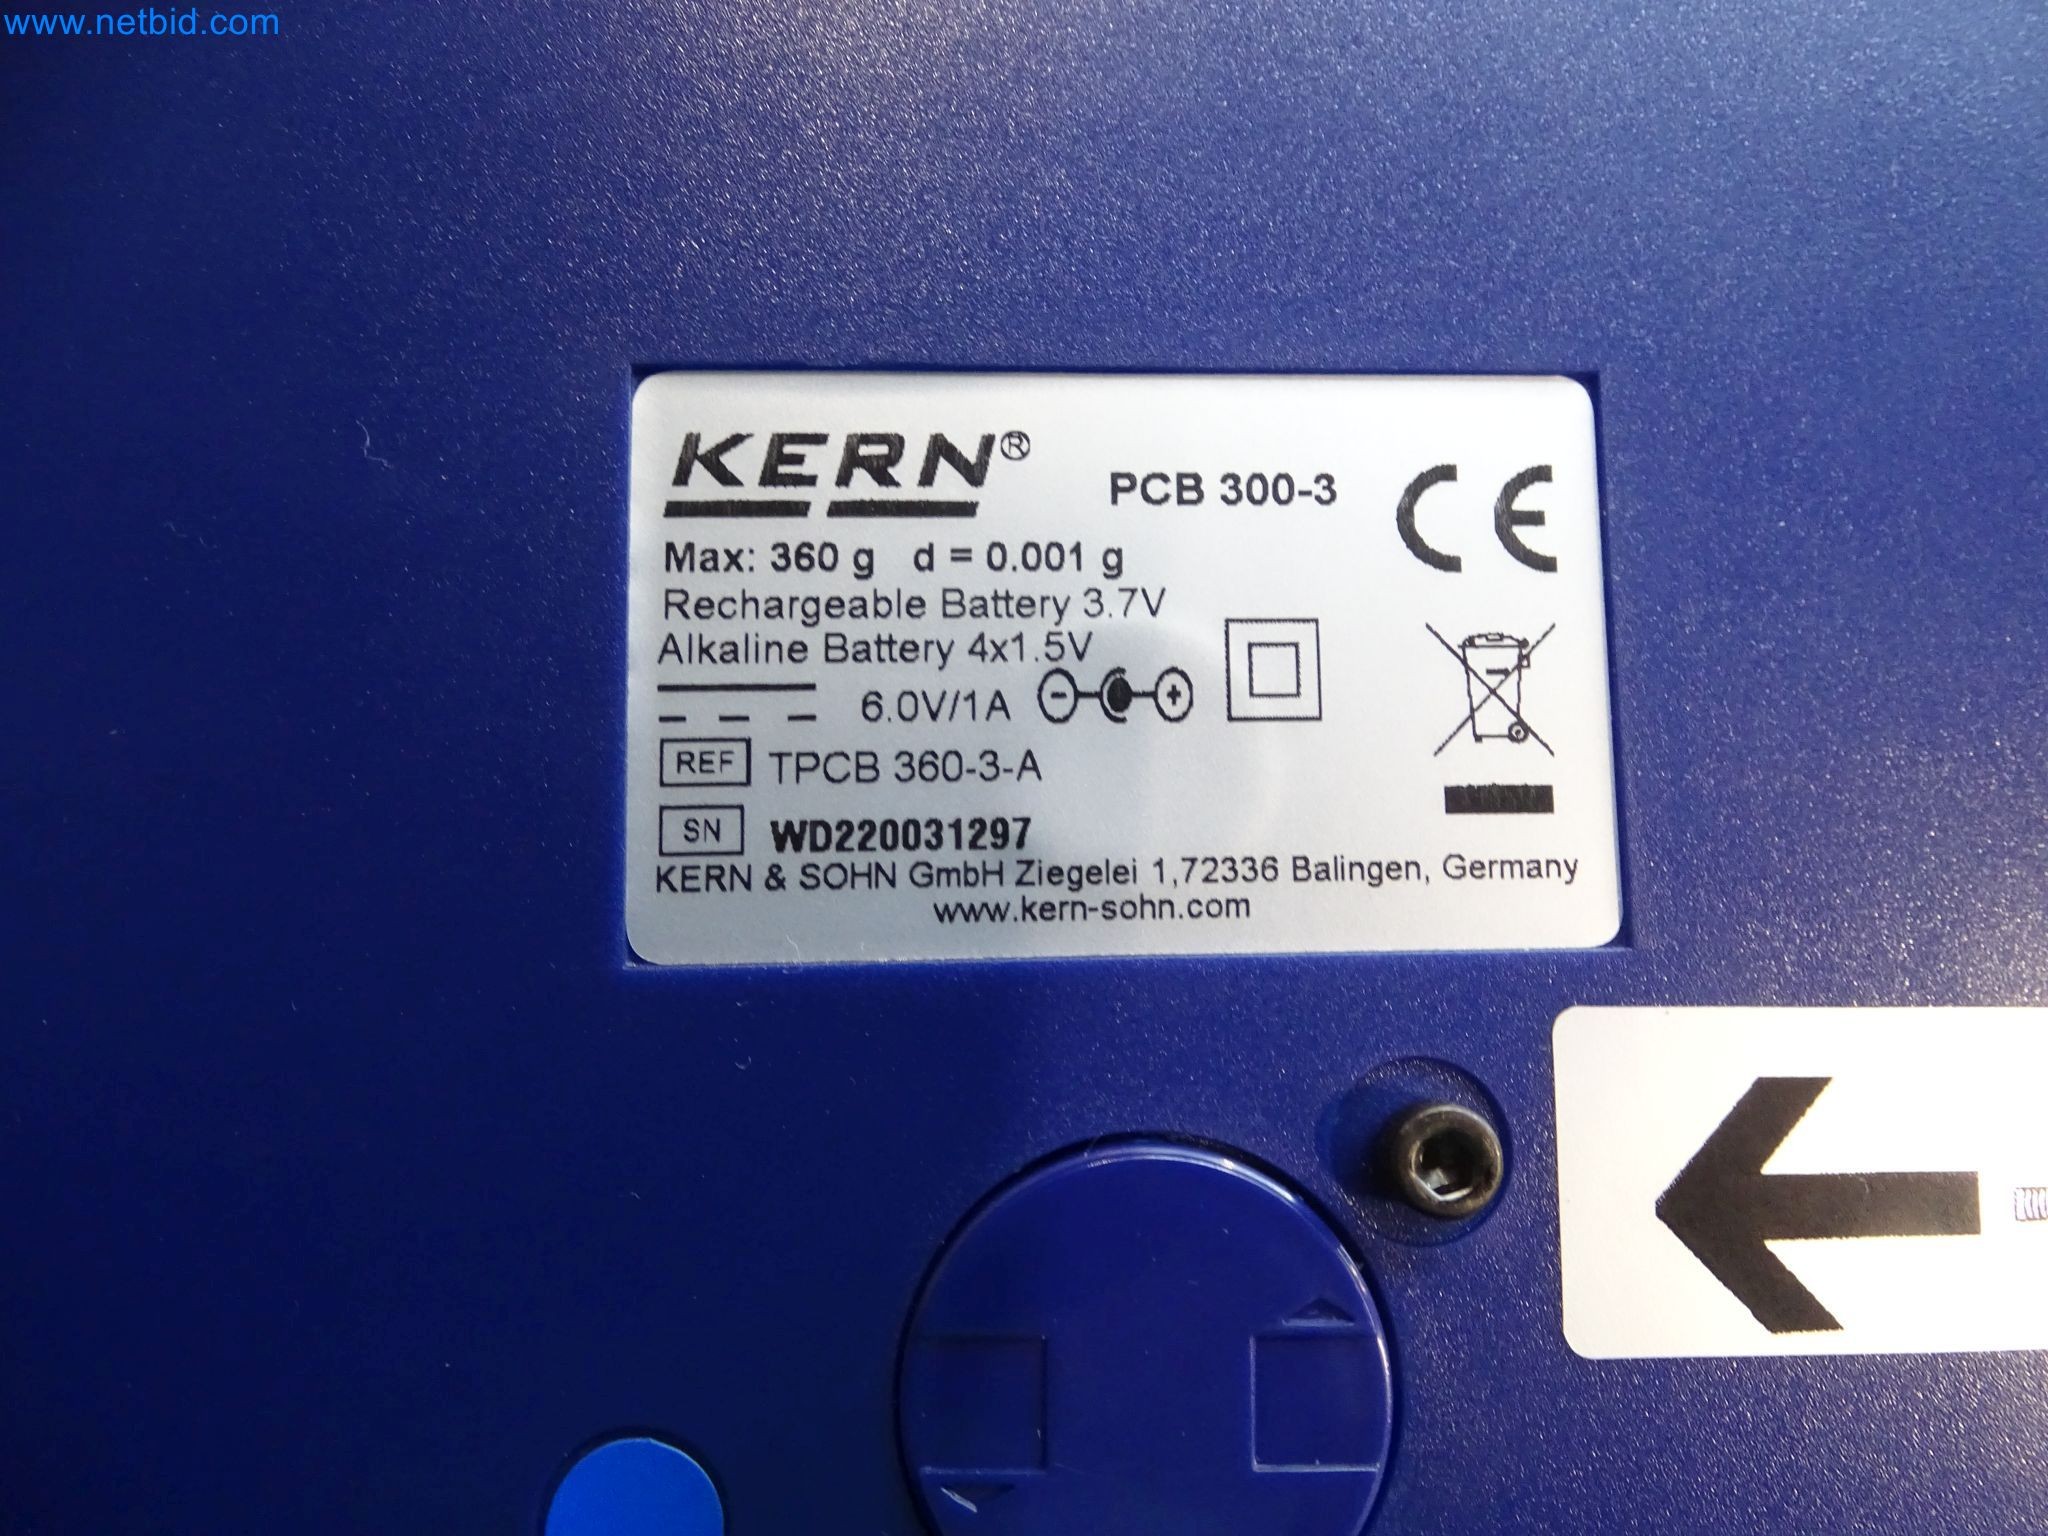 www.netbid.com
KERN® PCB 300-3 CE
Max: 360 g d = 0.001 g
Rechargeable Battery 3.7V
Alkaline Battery 4x1.5V
6.0V/1A - +
REF TPCB 360-3-A
SN WD220031297
KERN & SOHN GmbH Ziegelei 1,72336 Balingen, Germany
www.kern-sohn.com